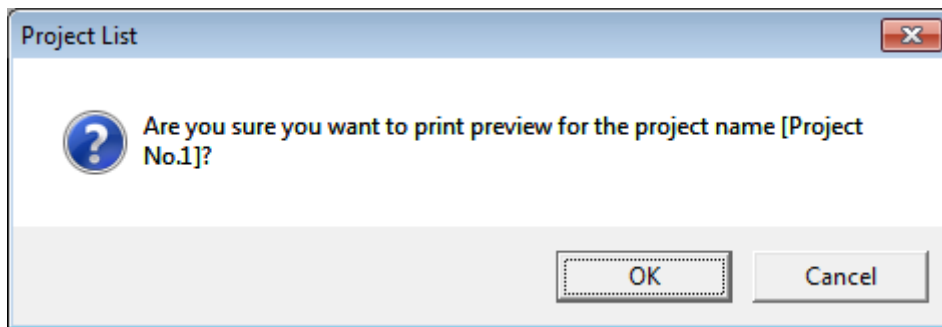 Project List
Are you sure you want to print preview for the project name [Project
No.1]?
OK
Cancel